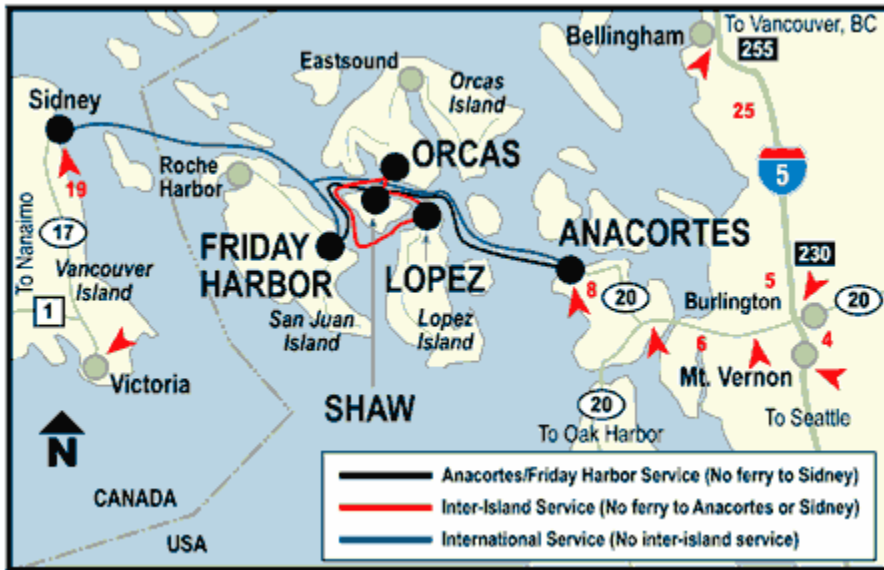 To Vancouver, BC
Bellingham
255
Eastsound
Orcas
Island
25
Sidney
ORCAS
Roche
Harbor
5
19
17
To Nanaimo
FRIDAY
HARBOR
ANACORTES
LOPEZ
230
Vancouver
Island
8
20
5
Burlington
20
1
San Juan
Island
Lopez
Island
6
4
Mt. Vernon
Victoria
SHAW
20
To Seattle
To Oak Harbor
N
Anacortes/Friday Harbor Service (No ferry to Sidney)
Inter-Island Service (No ferry to Anacortes or Sidney)
International Service (No inter-island service)
CANADA
USA